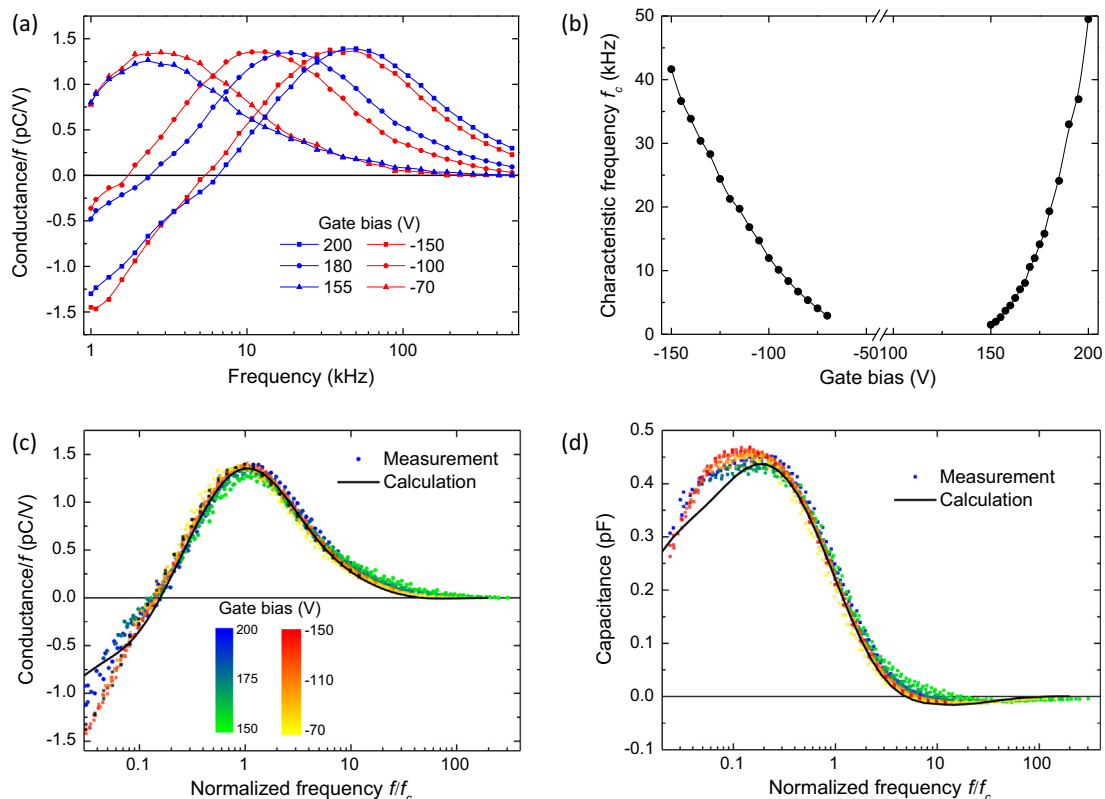 (a)
Conductance/f (pC/V)
1.5
1.0
0.5
0.0
-0.5
-1.0
-1.5
Gate bias (V)
200 -150
180 -100
155 -70
1 10 100
Frequency (kHz)
(b)
Characteristic frequency fc (kHz)
50
40
30
20
10
0
-150 -100 -50 100 150 200
Gate bias (V)
(c)
Conductance/f (pC/V)
1.5
1.0
0.5
0.0
-0.5
-1.0
-1.5
Measurement
Calculation
Gate bias (V)
200 -150
175 -110
150 -70
0.1 1 10 100
Normalized frequency f/fc
(d)
Capacitance (pF)
0.5
0.4
0.3
0.2
0.1
0.0
-0.1
Measurement
Calculation
0.1 1 10 100
Normalized frequency f/fc